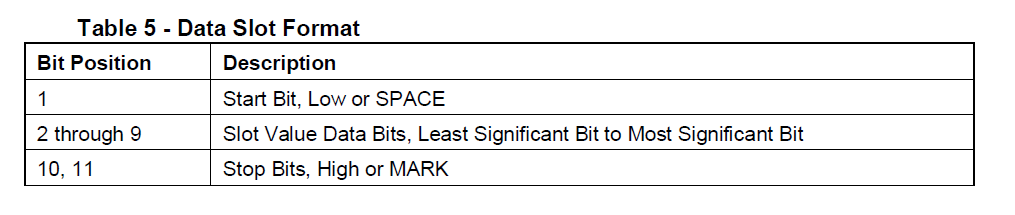 Table 5 - Data Slot Format
Bit Position Description
1 Start Bit, Low or SPACE
2 through 9 Slot Value Data Bits, Least Significant Bit to Most Significant Bit
10, 11 Stop Bits, High or MARK